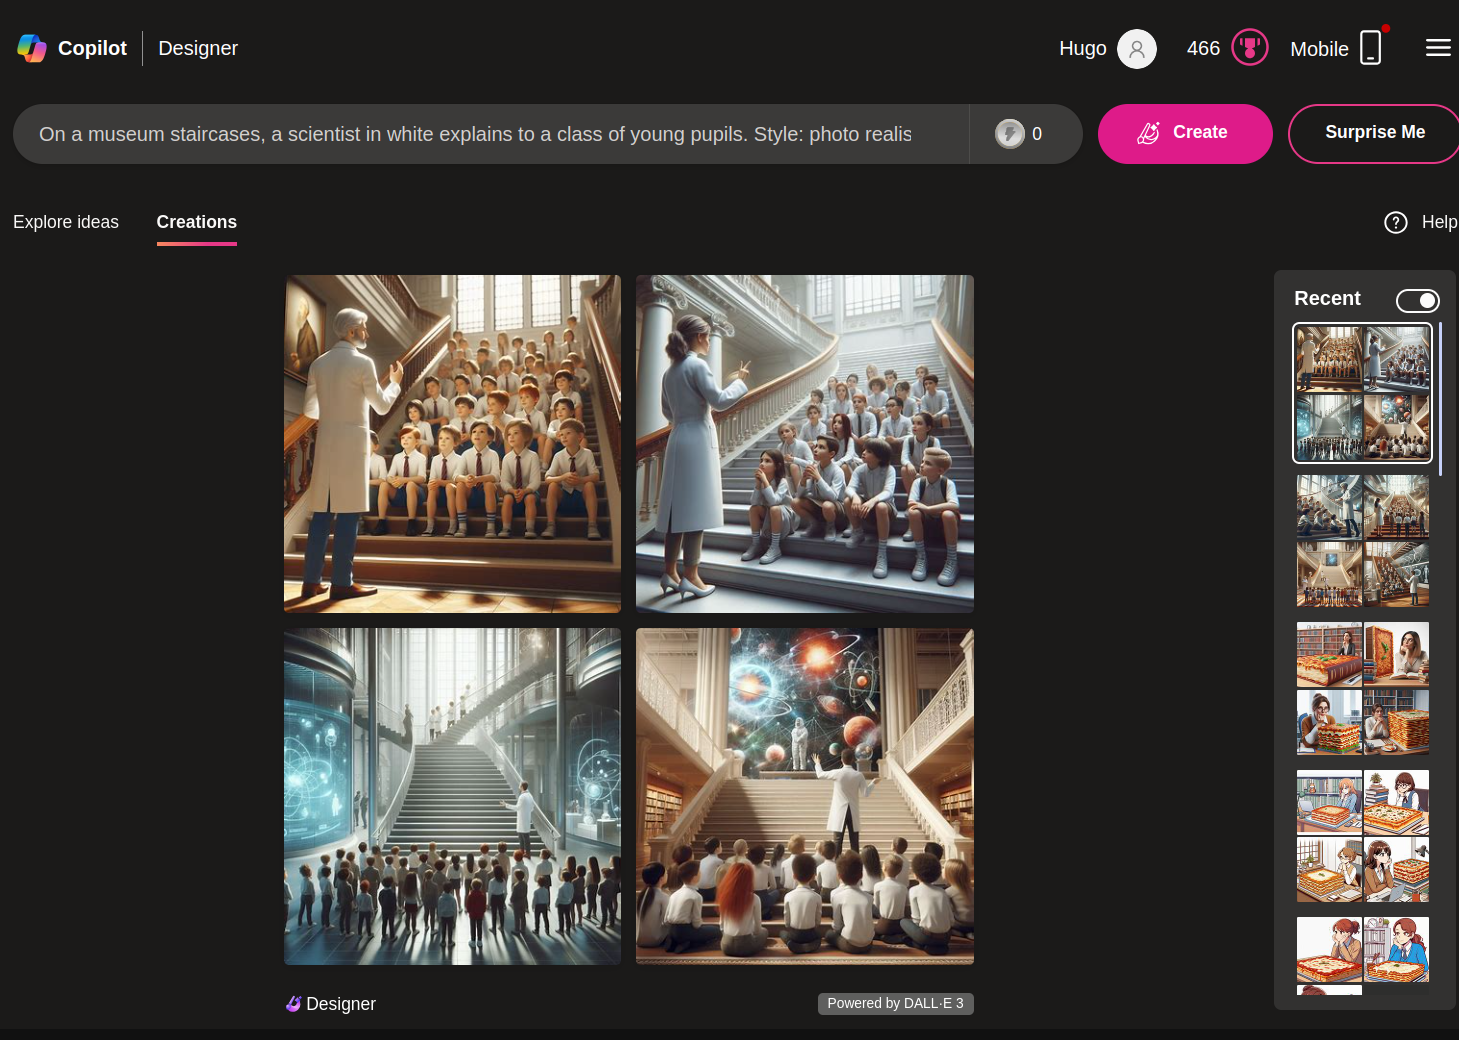 Copilot
Designer
Hugo
466
Mobile
On a museum staircases, a scientist in white explains to a class of young pupils. Style: photo realis
0
Create
Surprise Me
Explore ideas
Creations
Help
Recent
Designer
Powered by DALL·E 3